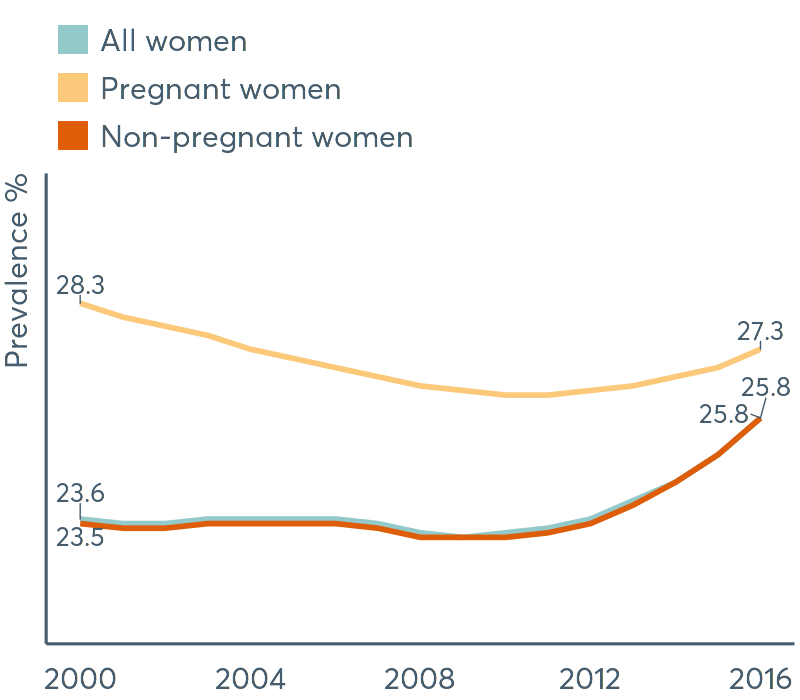 All women
Pregnant women
Non-pregnant women
Prevalence %
28.3
27.3
25.8
25.8
23.6
23.5
2000 2004 2008 2012 2016